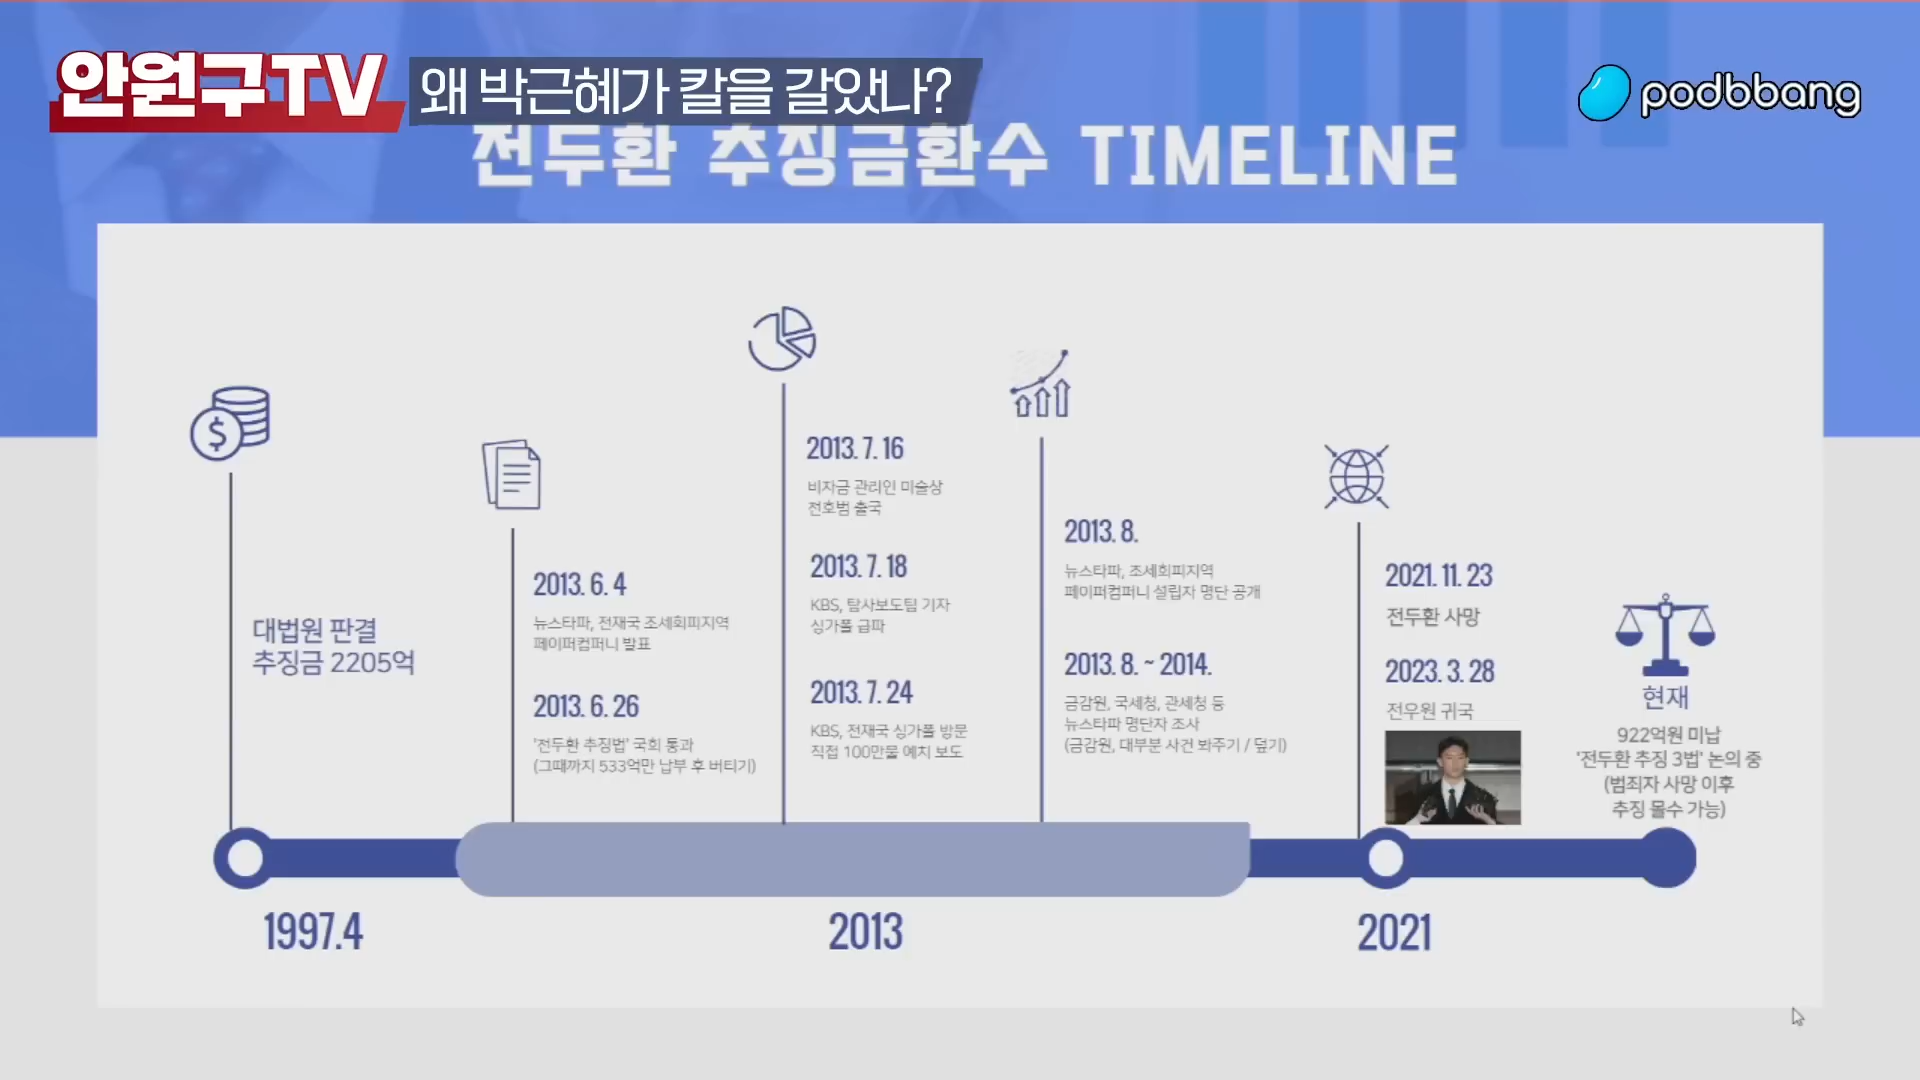 안원구TV
왜 박근혜가 칼을 갈았나?
podbbang
전두환 추징금환수 TIMELINE
대법원 판결
추징금 2205억
2013. 6. 4
뉴스타파, 전재국 조세회피지역
페이퍼컴퍼니 발표
2013. 6. 26
'전두환 추징법' 국회 통과
(그때까지 533억만 납부 후 버티기)
2013. 7. 16
비자금 관리인 미술상
전호범 출국
2013. 7. 18
KBS, 탐사보도팀 기자
싱가폴 급파
2013. 7. 24
KBS, 전재국 싱가폴 방문
직접 100만불 예치 보도
2013. 8.
뉴스타파, 조세회피지역
페이퍼컴퍼니 설립자 명단 공개
2013. 8. ~ 2014.
금감원, 국세청, 관세청 등
뉴스타파 명단자 조사
(금감원, 대부분 사건 봐주기 / 덮기)
2021. 11. 23
전두환 사망
2023. 3. 28
전우원 귀국
현재
922억원 미납
'전두환 추징 3법' 논의 중
(범죄자 사망 이후
추징 몰수 가능)
1997.4
2013
2021